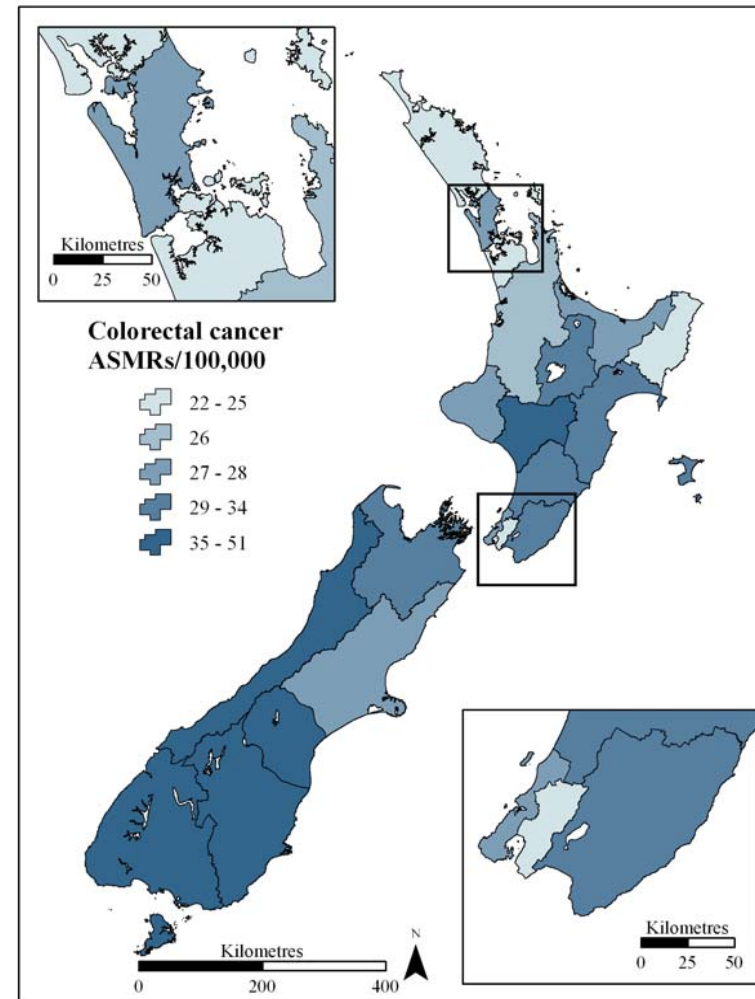 Kilometres
0 25 50
Colorectal cancer
ASMRs/100,000
22 - 25
26
27 - 28
29 - 34
35 - 51
Kilometres
0 200 400
N
Kilometres
0 25 50